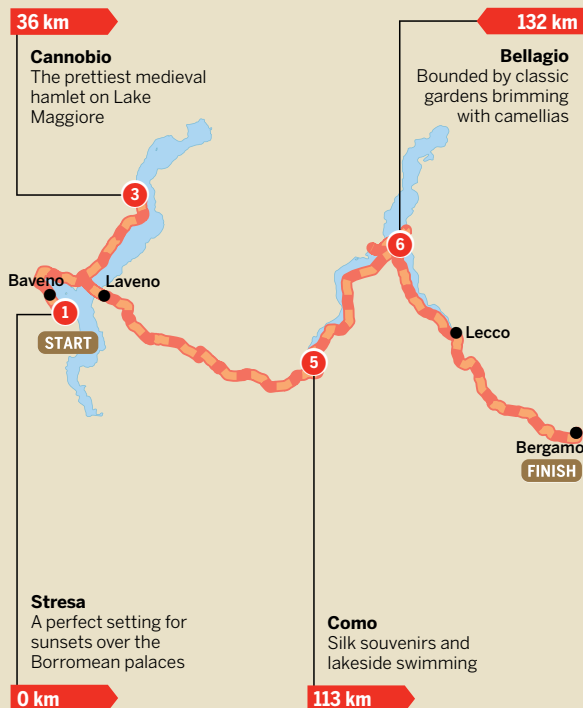 36 km
Cannobio
The prettiest medieval
hamlet on Lake
Maggiore
132 km
Bellagio
Bounded by classic
gardens brimming
with camellias
3
6
Baveno
Laveno
1
START
Lecco
5
Bergamo
FINISH
Stresa
A perfect setting for
sunsets over the
Borromean palaces
0 km
Como
Silk souvenirs and
lakeside swimming
113 km